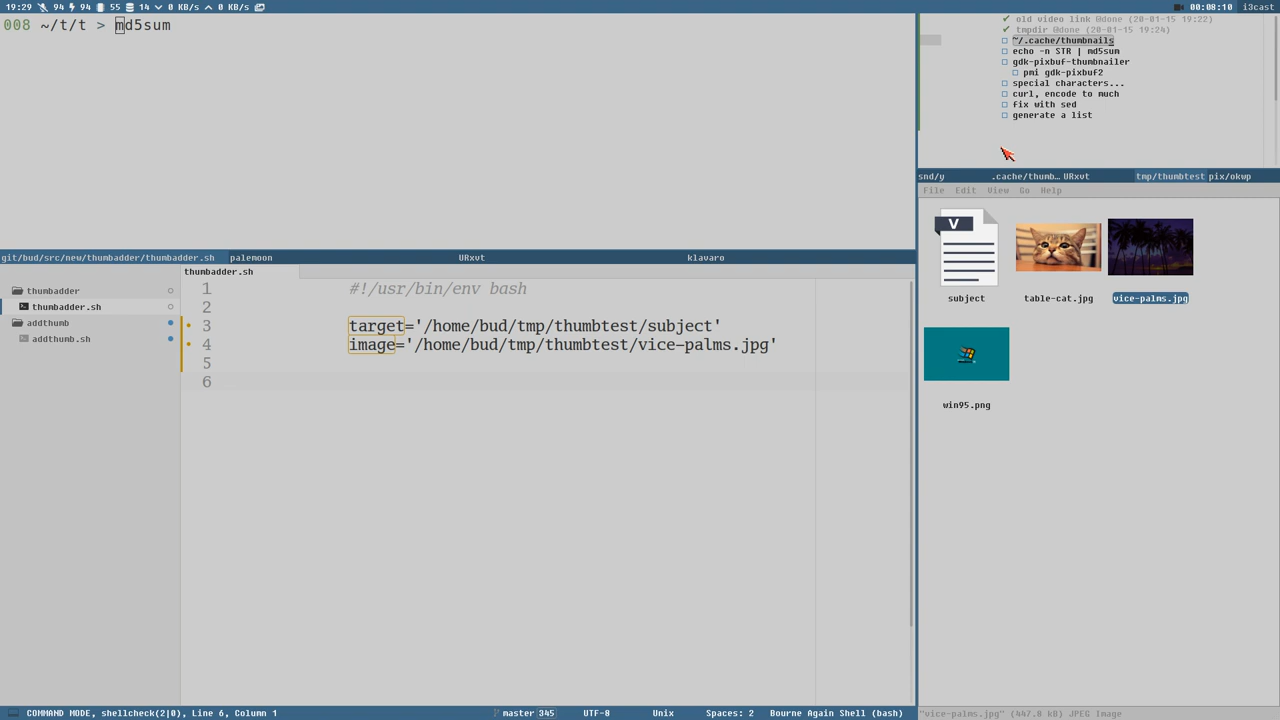 19:29 94 94 55 14 0 KB/s 0 KB/s
00:08:10 i3cast
008 ~/t/t > md5sum
✔ old video link @done (20-01-15 19:22)
✔ tmpdir @done (20-01-15 19:24)
~/.cache/thumbnails
echo -n STR | md5sum
gdk-pixbuf-thumbnailer
pmi gdk-pixbuf2
special characters...
curl, encode to much
fix with sed
generate a list
snd/y .cache/thumb… URxvt tmp/thumbtest pix/okwp
File Edit View Go Help
V
subject
table-cat.jpg
vice-palms.jpg
win95.png
"vice-palms.jpg" (447.8 kB) JPEG Image
git/bud/src/new/thumbadder/thumbadder.sh palemoon URxvt klavaro
thumbadder.sh
thumbadder
thumbadder.sh
addthumb
addthumb.sh
1 #!/usr/bin/env bash
2
3 target='/home/bud/tmp/thumbtest/subject'
4 image='/home/bud/tmp/thumbtest/vice-palms.jpg'
5
6
COMMAND MODE, shellcheck(2|0), Line 6, Column 1 master 345 UTF-8 Unix Spaces: 2 Bourne Again Shell (bash)